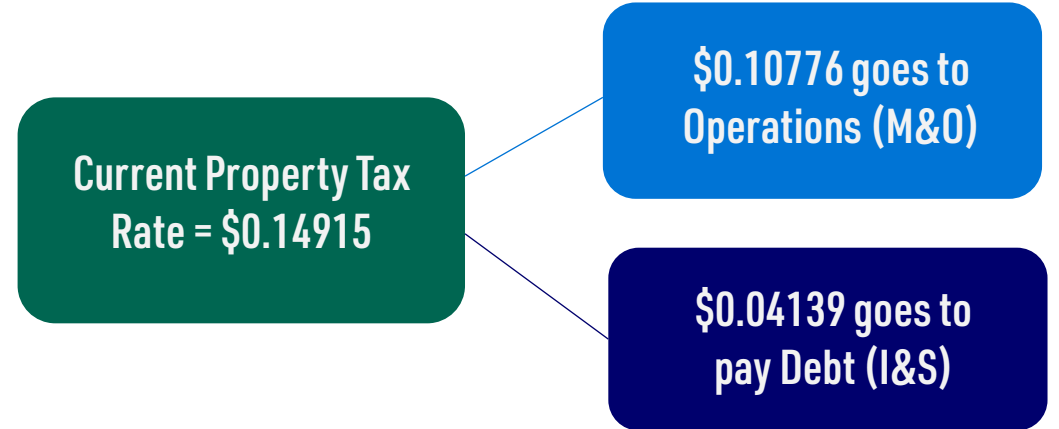 Current Property Tax
Rate = $0.14915
$0.10776 goes to
Operations (M&O)
$0.04139 goes to
pay Debt (I&S)